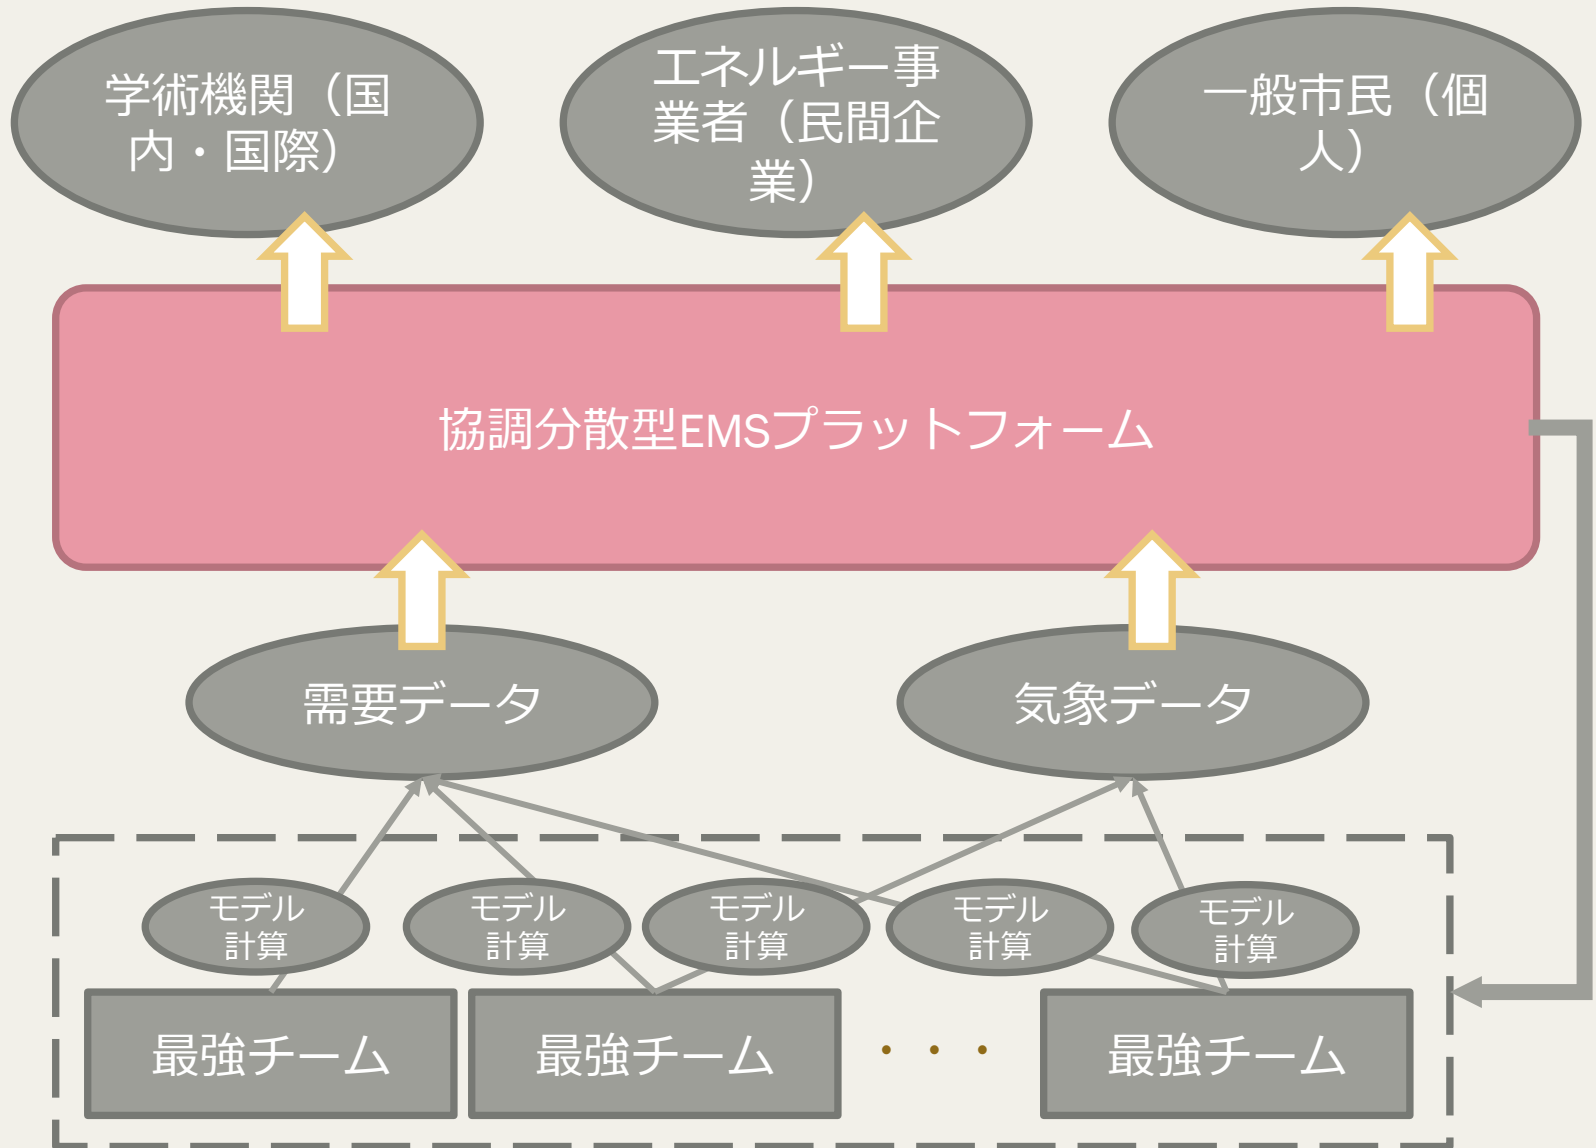 学術機関（国
内・国際）
エネルギー事
業者（民間企
業）
一般市民（個
人）
協調分散型EMSプラットフォーム
需要データ
気象データ
モデル
計算
モデル
計算
モデル
計算
モデル
計算
モデル
計算
最強チーム
最強チーム
・・・
最強チーム